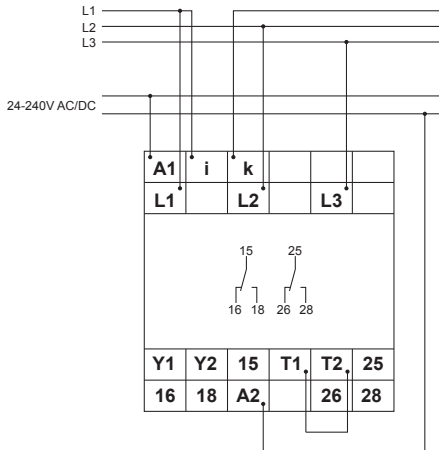 L1
L2
L3
24-240V AC/DC
A1 i k
L1 L2 L3
15 25
16 18 26 28
Y1 Y2 15 T1 T2 25
16 18 A2 26 28